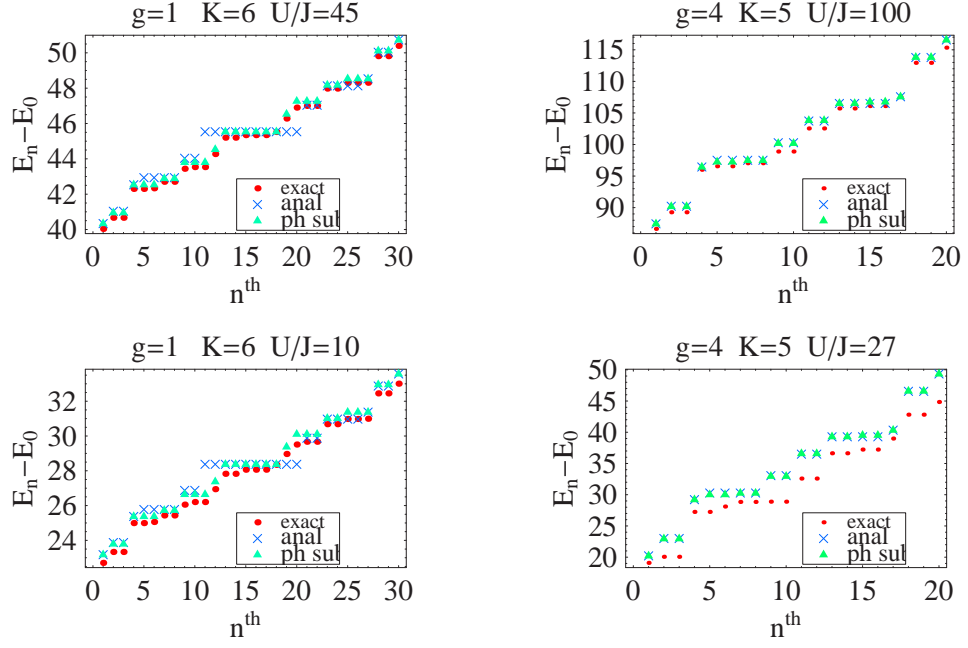 g=1 K=6 U/J=45
E_n−E_0
50
48
46
44
42
40
exact
anal
ph sub
0 5 10 15 20 25 30
n^th
g=4 K=5 U/J=100
E_n−E_0
115
110
105
100
95
90
exact
anal
ph sub
0 5 10 15 20
n^th
g=1 K=6 U/J=10
E_n−E_0
32
30
28
26
24
exact
anal
ph sub
0 5 10 15 20 25 30
n^th
g=4 K=5 U/J=27
E_n−E_0
50
45
40
35
30
25
20
exact
anal
ph sub
0 5 10 15 20
n^th